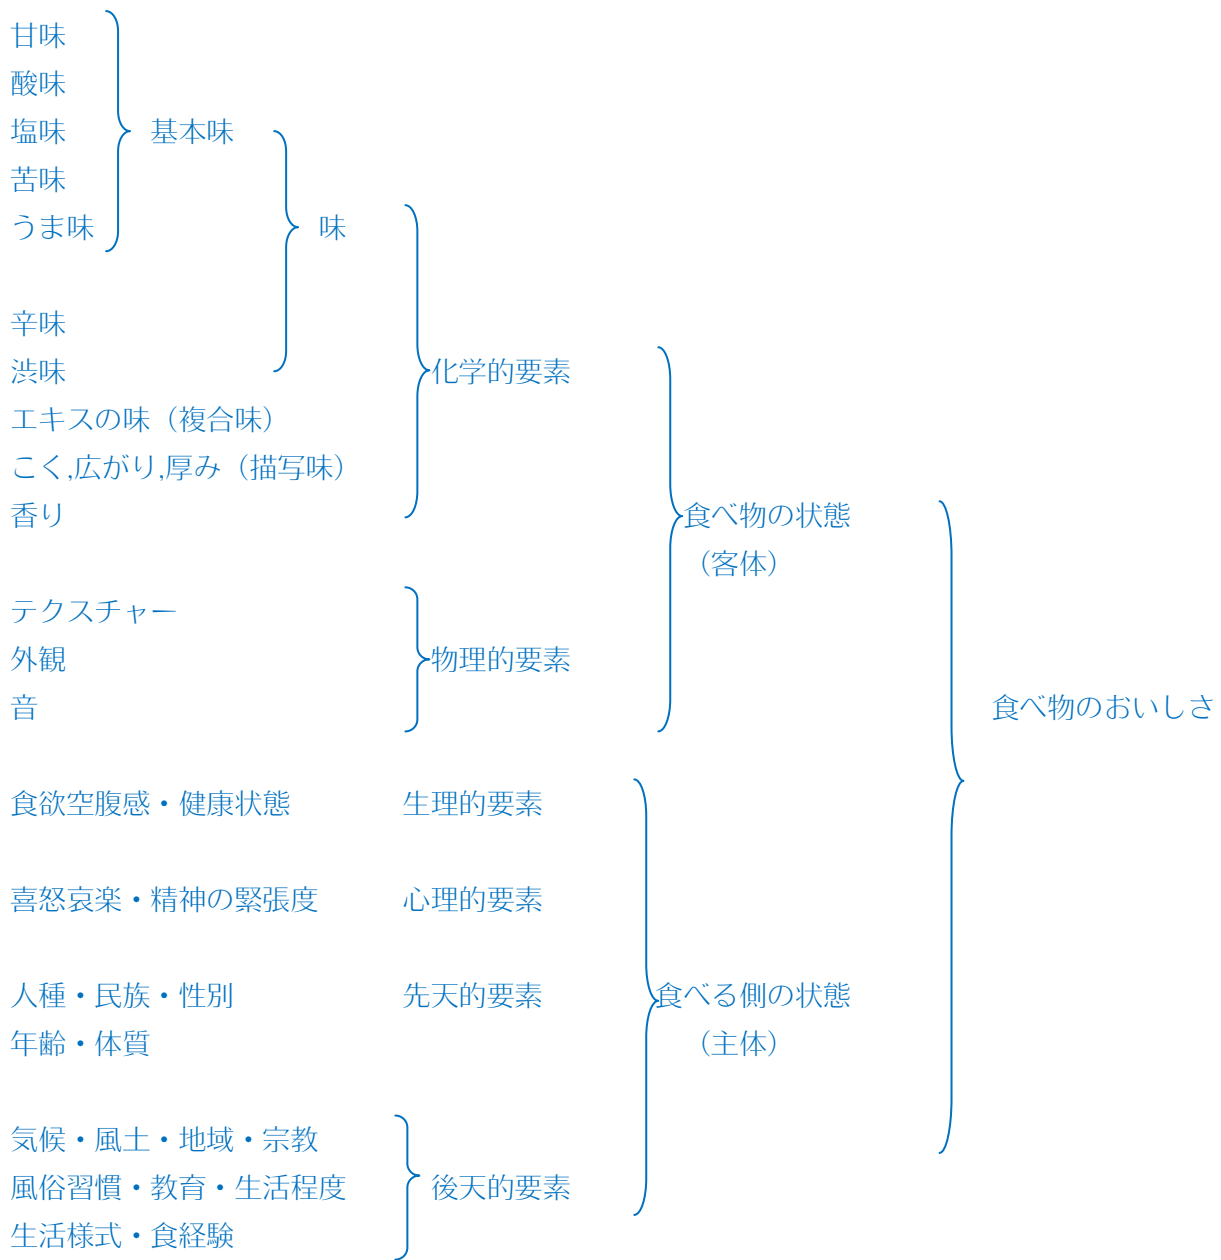 甘味
酸味
塩味
基本味
苦味
うま味
味
辛味
渋味
化学的要素
エキスの味（複合味）
こく,広がり,厚み（描写味）
香り
食べ物の状態
（客体）
テクスチャー
外観
物理的要素
音
食べ物のおいしさ
食欲空腹感・健康状態
生理的要素
喜怒哀楽・精神の緊張度
心理的要素
人種・民族・性別
先天的要素
食べる側の状態
年齢・体質
（主体）
気候・風土・地域・宗教
風俗習慣・教育・生活程度
後天的要素
生活様式・食経験